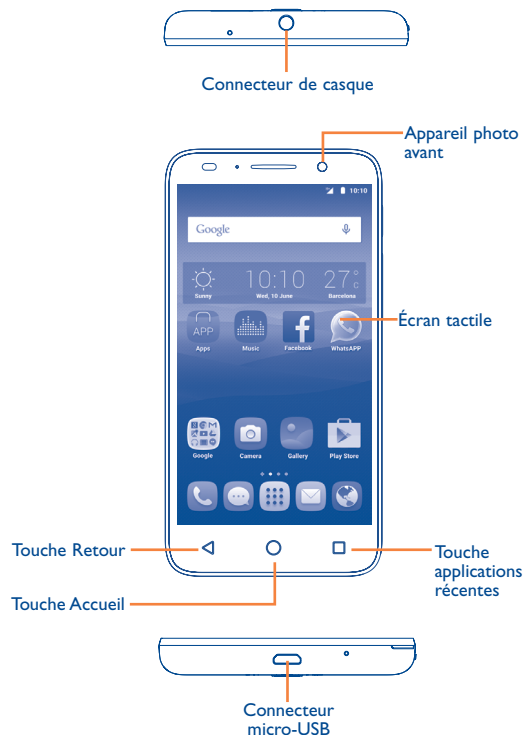 Connecteur de casque
Appareil photo
avant
10:10
Google
10:10
27°c
Sunny
Wed, 10 June
Barcelona
APP
Écran tactile
Apps
Music
Facebook
WhatsAPP
Google
Camera
Gallery
Play Store
Touche Retour
Touche
applications
récentes
Touche Accueil
Connecteur
micro-USB